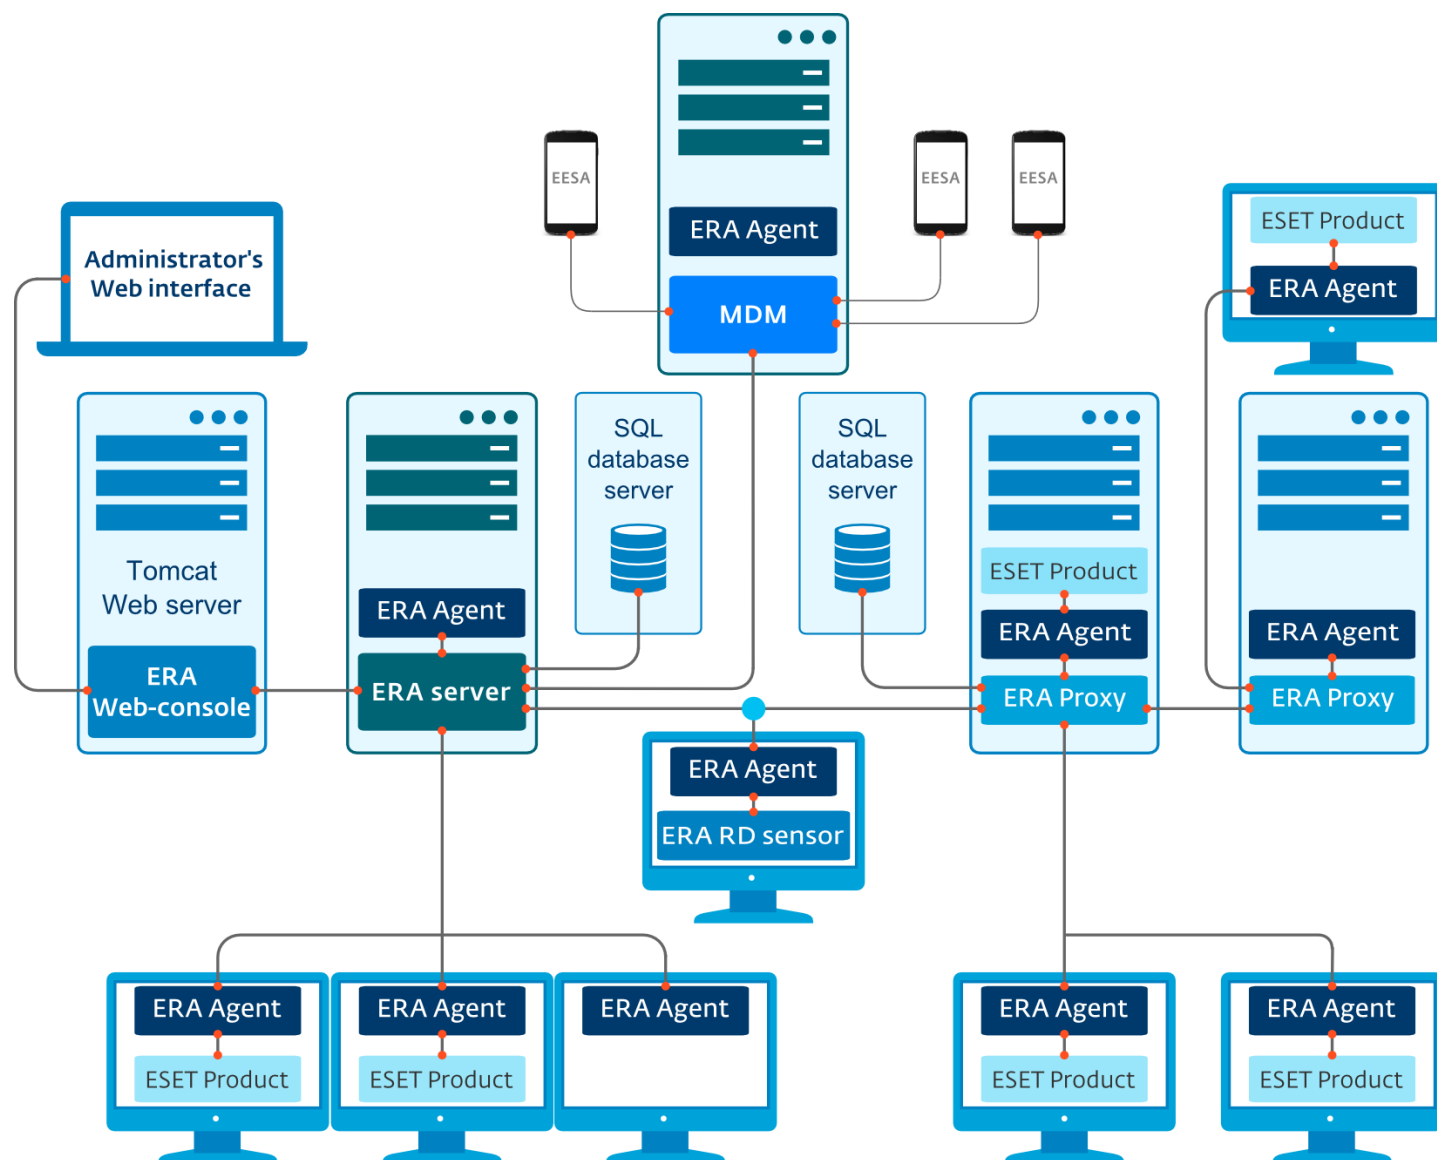 EESA
EESA
EESA
ERA Agent
MDM
ESET Product
ERA Agent
Administrator's
Web interface
Tomcat
Web server
ERA
Web-console
ERA Agent
ERA server
SQL
database
server
SQL
database
server
ESET Product
ERA Agent
ERA Proxy
ERA Agent
ERA Proxy
ERA Agent
ERA RD sensor
ERA Agent
ESET Product
ERA Agent
ESET Product
ERA Agent
ERA Agent
ESET Product
ERA Agent
ESET Product